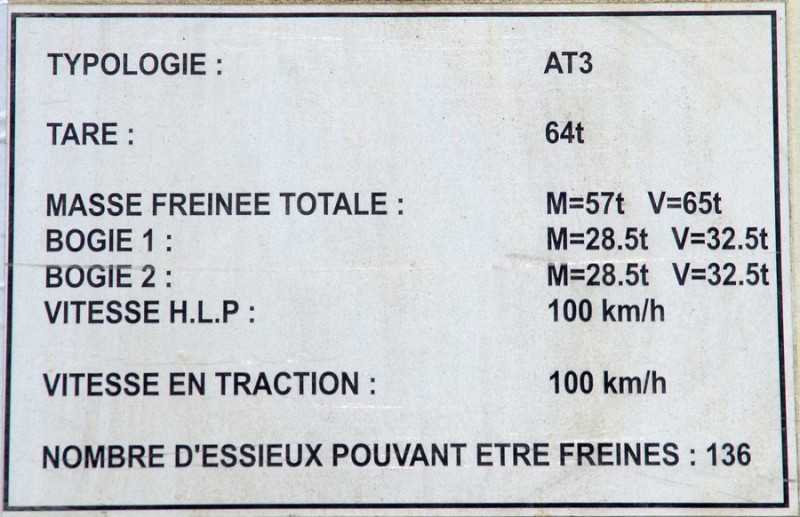 TYPOLOGIE : AT3
TARE : 64t
MASSE FREINEE TOTALE : M=57t V=65t
BOGIE 1 : M=28.5t V=32.5t
BOGIE 2 : M=28.5t V=32.5t
VITESSE H.L.P : 100 km/h
VITESSE EN TRACTION : 100 km/h
NOMBRE D'ESSIEUX POUVANT ETRE FREINES : 136